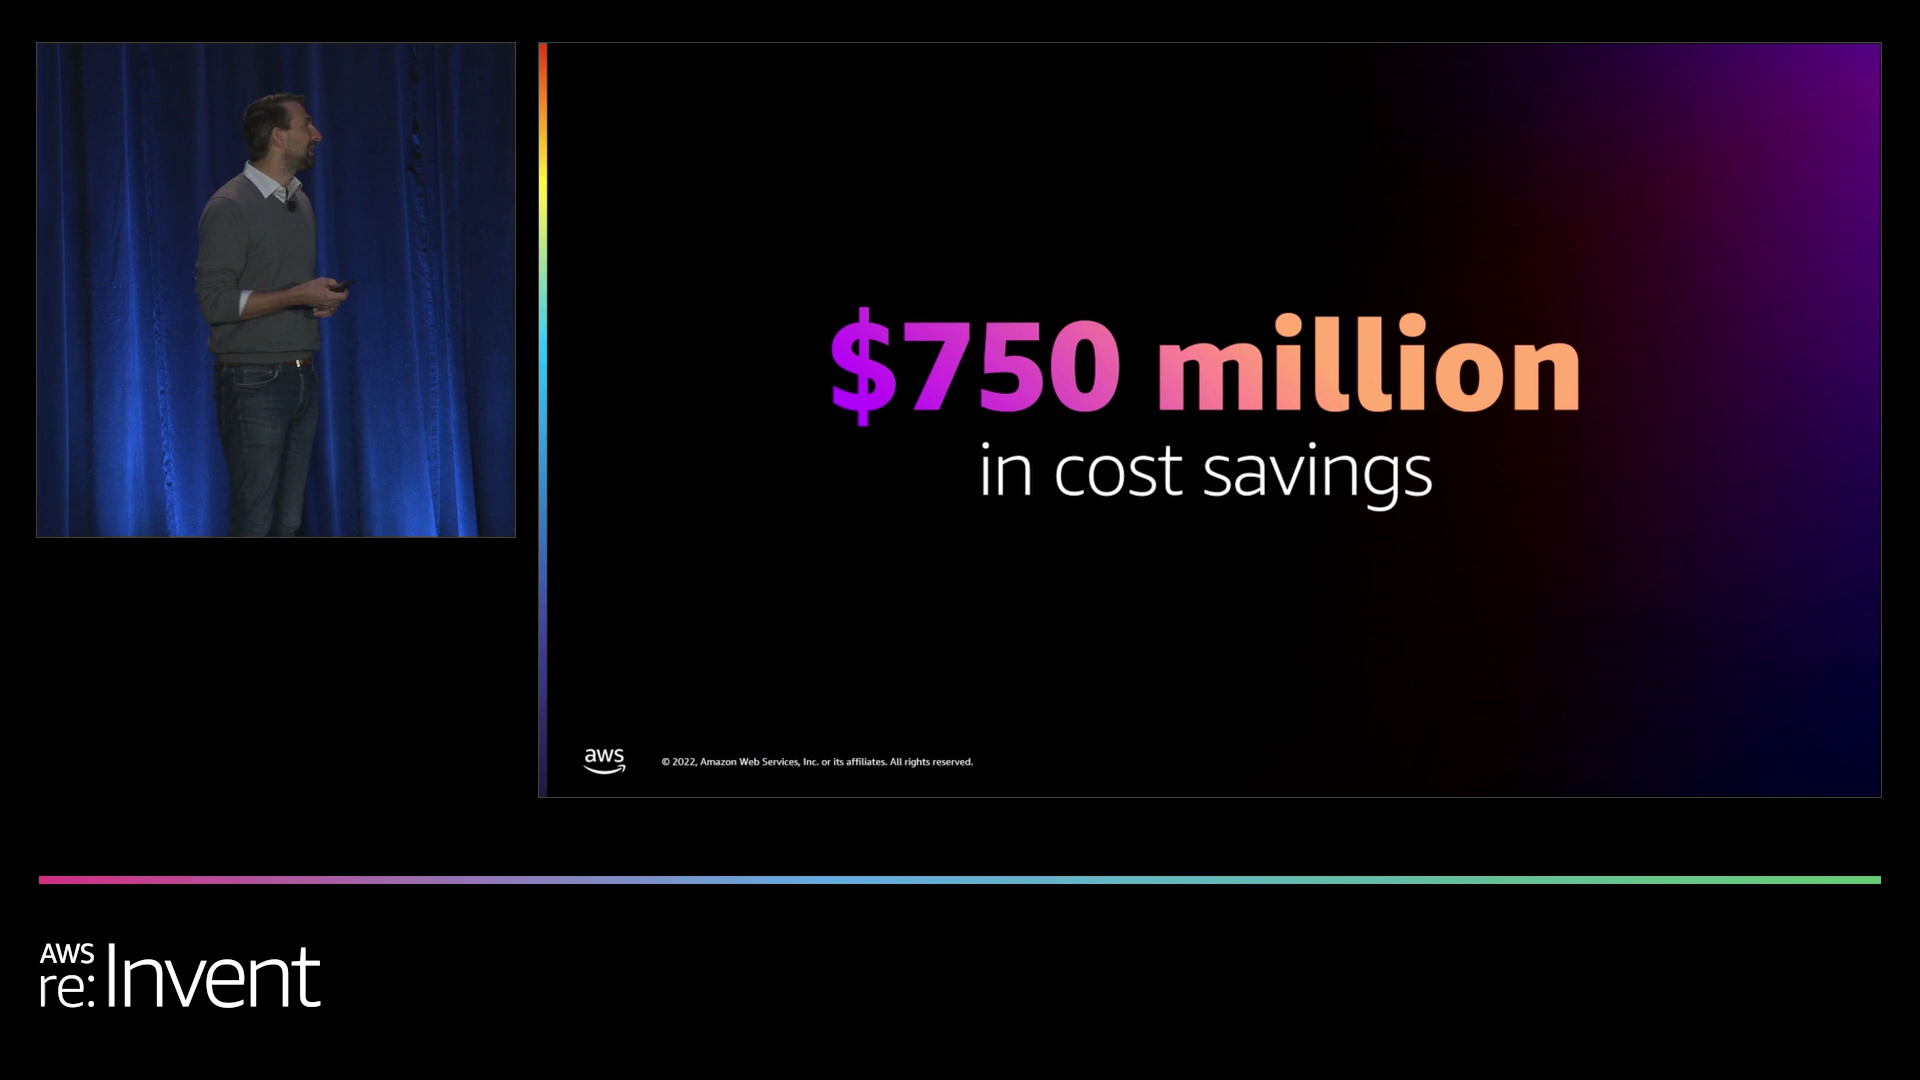 $750 million
in cost savings
aws
© 2022, Amazon Web Services, Inc. or its affiliates. All rights reserved.
AWS
re:Invent